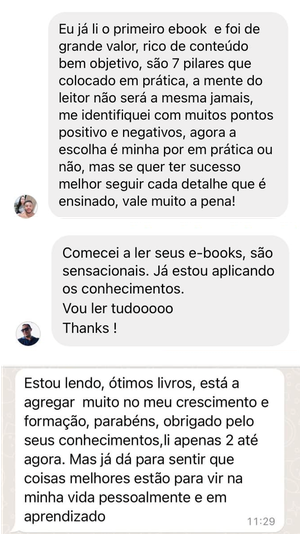 Eu já li o primeiro ebook e foi de
grande valor, rico de conteúdo
bem objetivo, são 7 pilares que
colocado em prática, a mente do
leitor não será a mesma jamais,
me identifiquei com muitos pontos
positivo e negativos, agora a
escolha é minha por em prática ou
não, mas se quer ter sucesso
melhor seguir cada detalhe que é
ensinado, vale muito a pena!
Comecei a ler seus e-books, são
sensacionais. Já estou aplicando
os conhecimentos.
Vou ler tudooooo
Thanks !
Estou lendo, ótimos livros, está a
agregar muito no meu crescimento e
formação, parabéns, obrigado pelo
seus conhecimentos,li apenas 2 até
agora. Mas já dá para sentir que
coisas melhores estão para vir na
minha vida pessoalmente e em
aprendizado
11:29